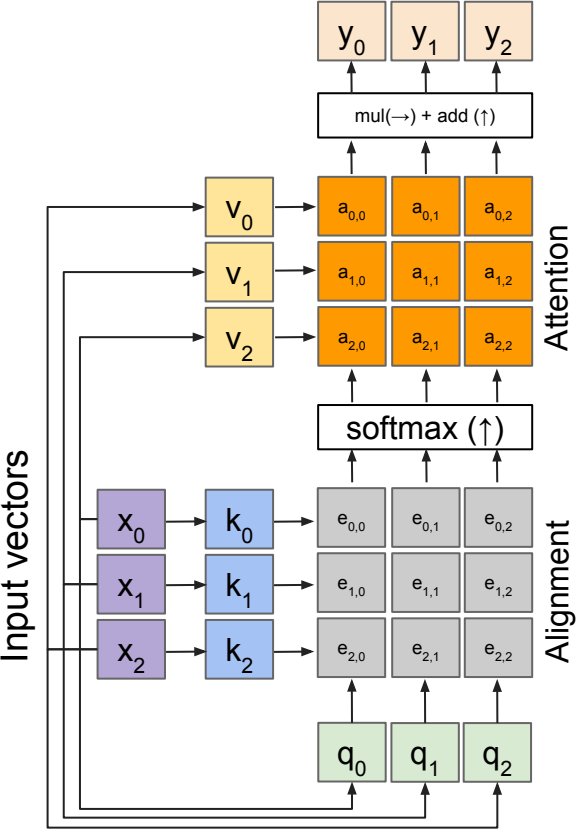 y0 y1 y2
mul(→) + add (↑)
v0 a0,0 a0,1 a0,2
v1 a1,0 a1,1 a1,2
v2 a2,0 a2,1 a2,2
Attention
softmax (↑)
Input vectors
x0 k0 e0,0 e0,1 e0,2
x1 k1 e1,0 e1,1 e1,2
x2 k2 e2,0 e2,1 e2,2
Alignment
q0 q1 q2